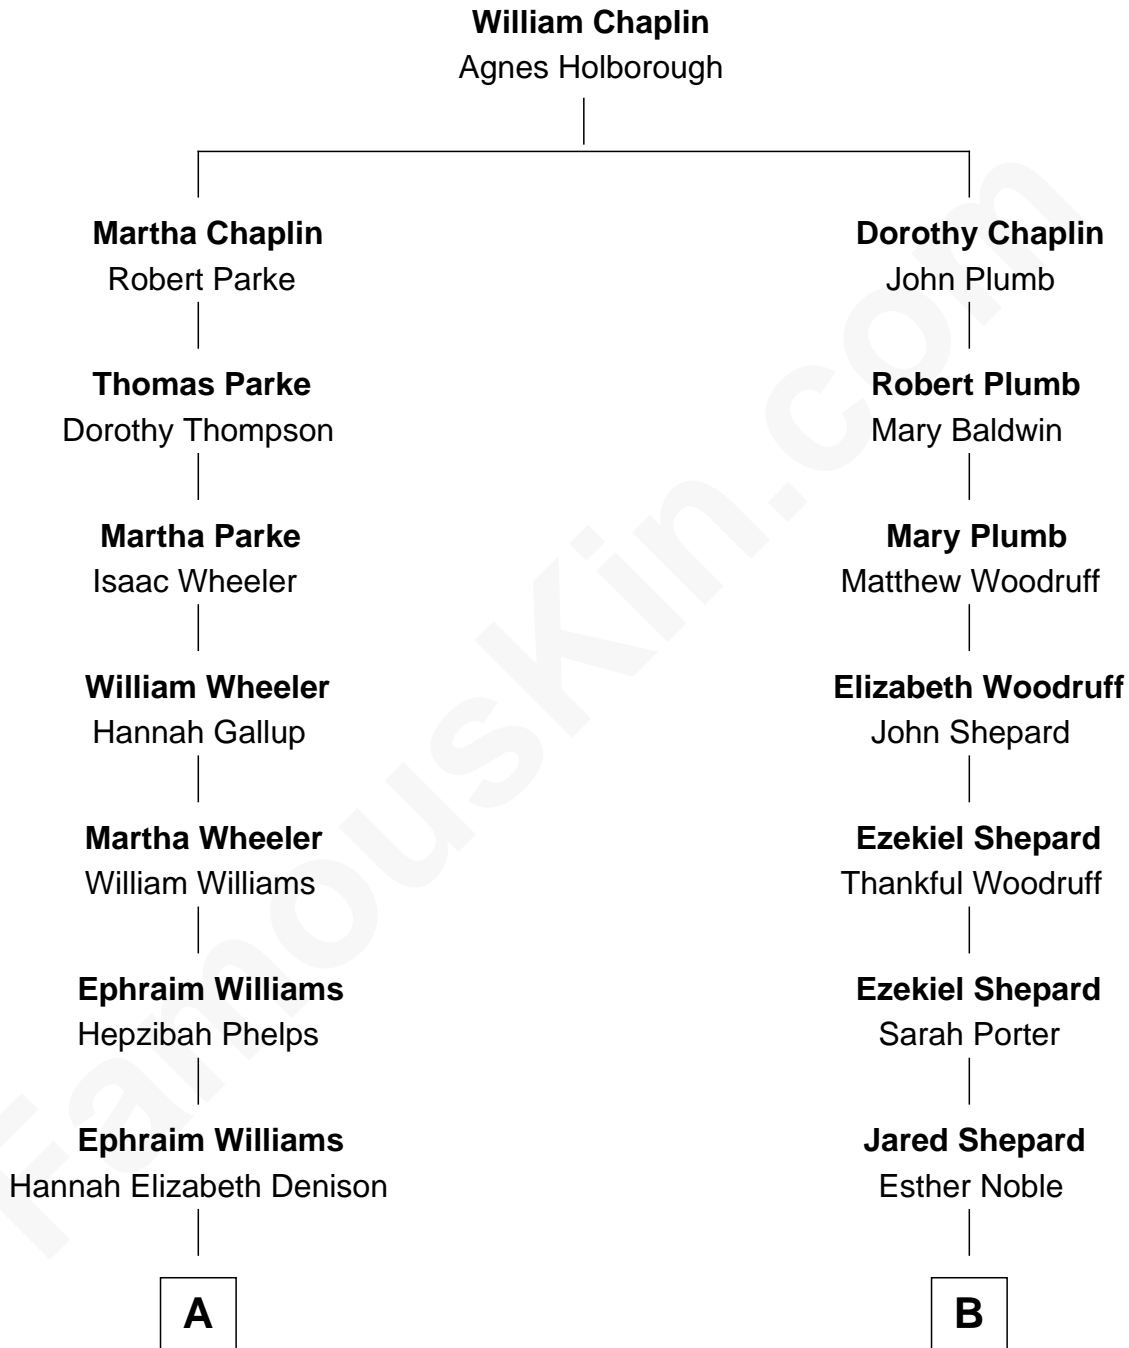 William Chaplin
Agnes Holborough
Martha Chaplin
Robert Parke
Dorothy Chaplin
John Plumb
Thomas Parke
Dorothy Thompson
Robert Plumb
Mary Baldwin
Martha Parke
Isaac Wheeler
Mary Plumb
Matthew Woodruff
William Wheeler
Hannah Gallup
Elizabeth Woodruff
John Shepard
Martha Wheeler
William Williams
Ezekiel Shepard
Thankful Woodruff
Ephraim Williams
Hepzibah Phelps
Ezekiel Shepard
Sarah Porter
Ephraim Williams
Hannah Elizabeth Denison
Jared Shepard
Esther Noble
A
B
FamousKin.com